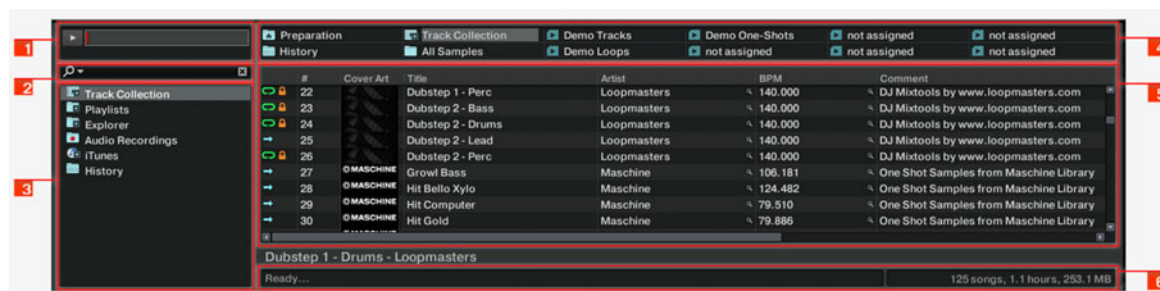 1
Preparation Track Collection Demo Tracks Demo One-Shots not assigned not assigned
4
History All Samples Demo Loops not assigned not assigned not assigned
2
# Cover Art Title Artist BPM Comment
5
3
Track Collection
Playlists
Explorer
Audio Recordings
iTunes
History
22 Dubstep 1 - Perc Loopmasters 140.000 DJ Mixtools by www.loopmasters.com
23 Dubstep 2 - Bass Loopmasters 140.000 DJ Mixtools by www.loopmasters.com
24 Dubstep 2 - Drums Loopmasters 140.000 DJ Mixtools by www.loopmasters.com
25 Dubstep 2 - Lead Loopmasters 140.000 DJ Mixtools by www.loopmasters.com
26 Dubstep 2 - Perc Loopmasters 140.000 DJ Mixtools by www.loopmasters.com
27 MASCHINE Growl Bass Maschine 106.181 One Shot Samples from Maschine Library
28 MASCHINE Hit Bello Xylo Maschine 124.482 One Shot Samples from Maschine Library
29 MASCHINE Hit Computer Maschine 79.510 One Shot Samples from Maschine Library
30 MASCHINE Hit Gold Maschine 79.886 One Shot Samples from Maschine Library
Dubstep 1 - Drums - Loopmasters
Ready... 125 songs, 1.1 hours, 253.1 MB
6